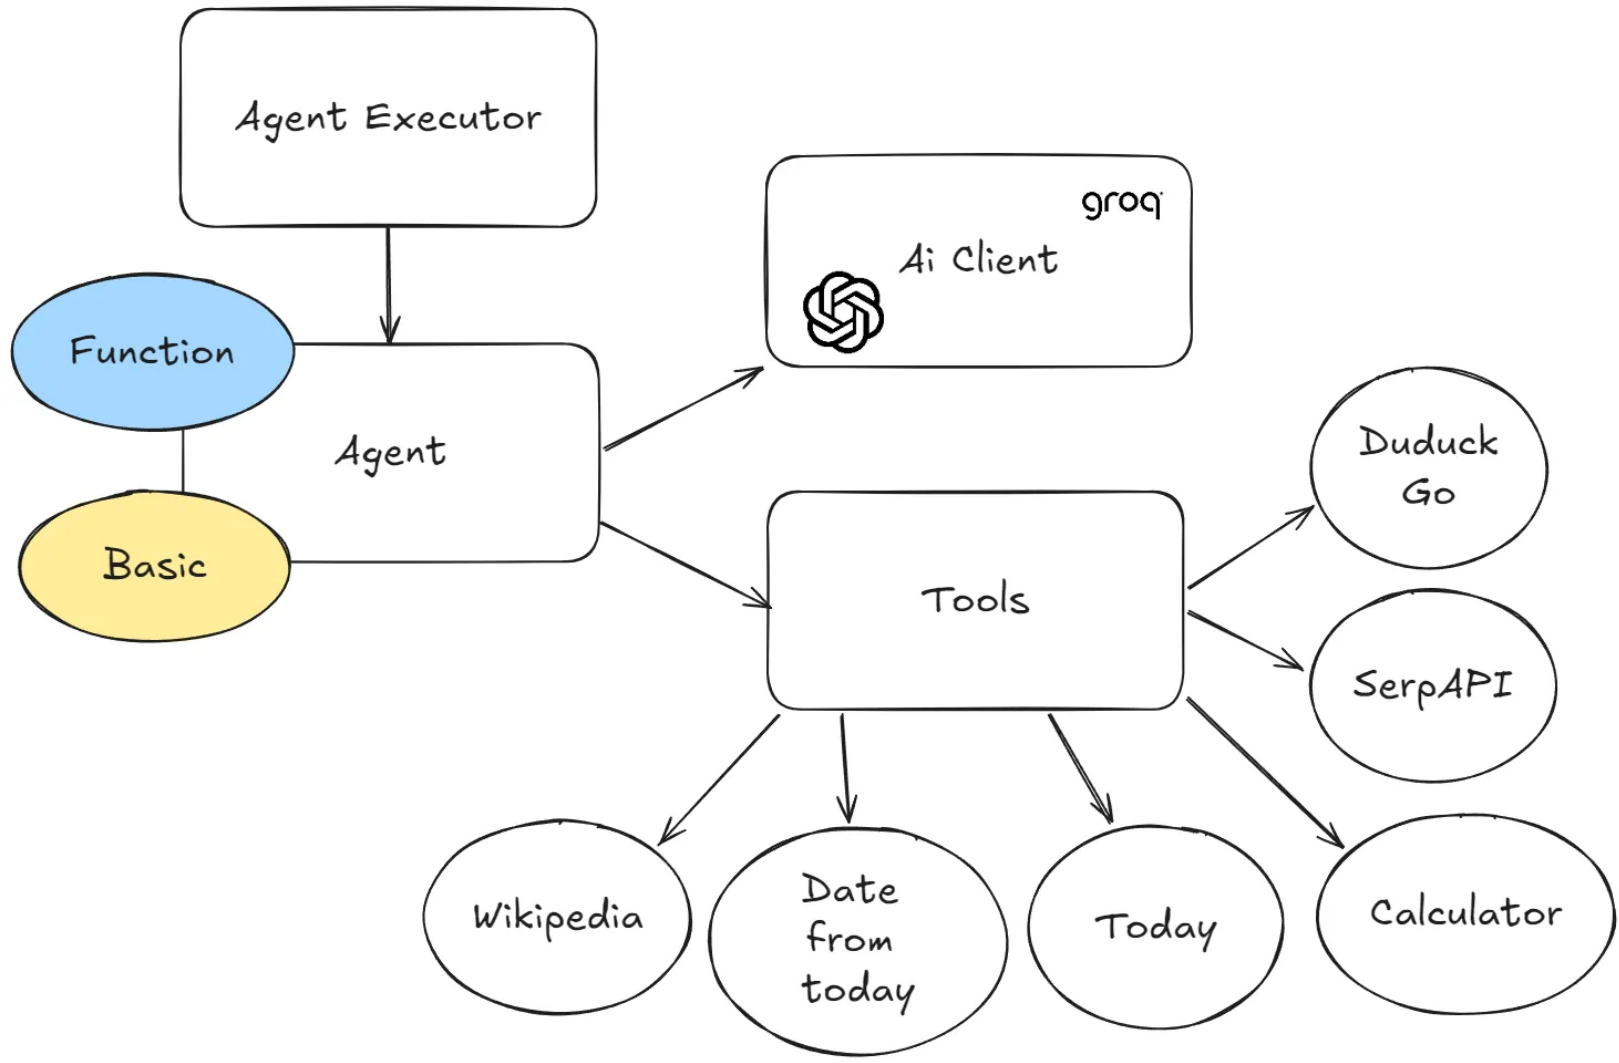 Agent Executor
groq
Ai Client
Function
Agent
Basic
Duduck
Go
Tools
SerpAPI
Wikipedia
Date
from
today
Today
Calculator